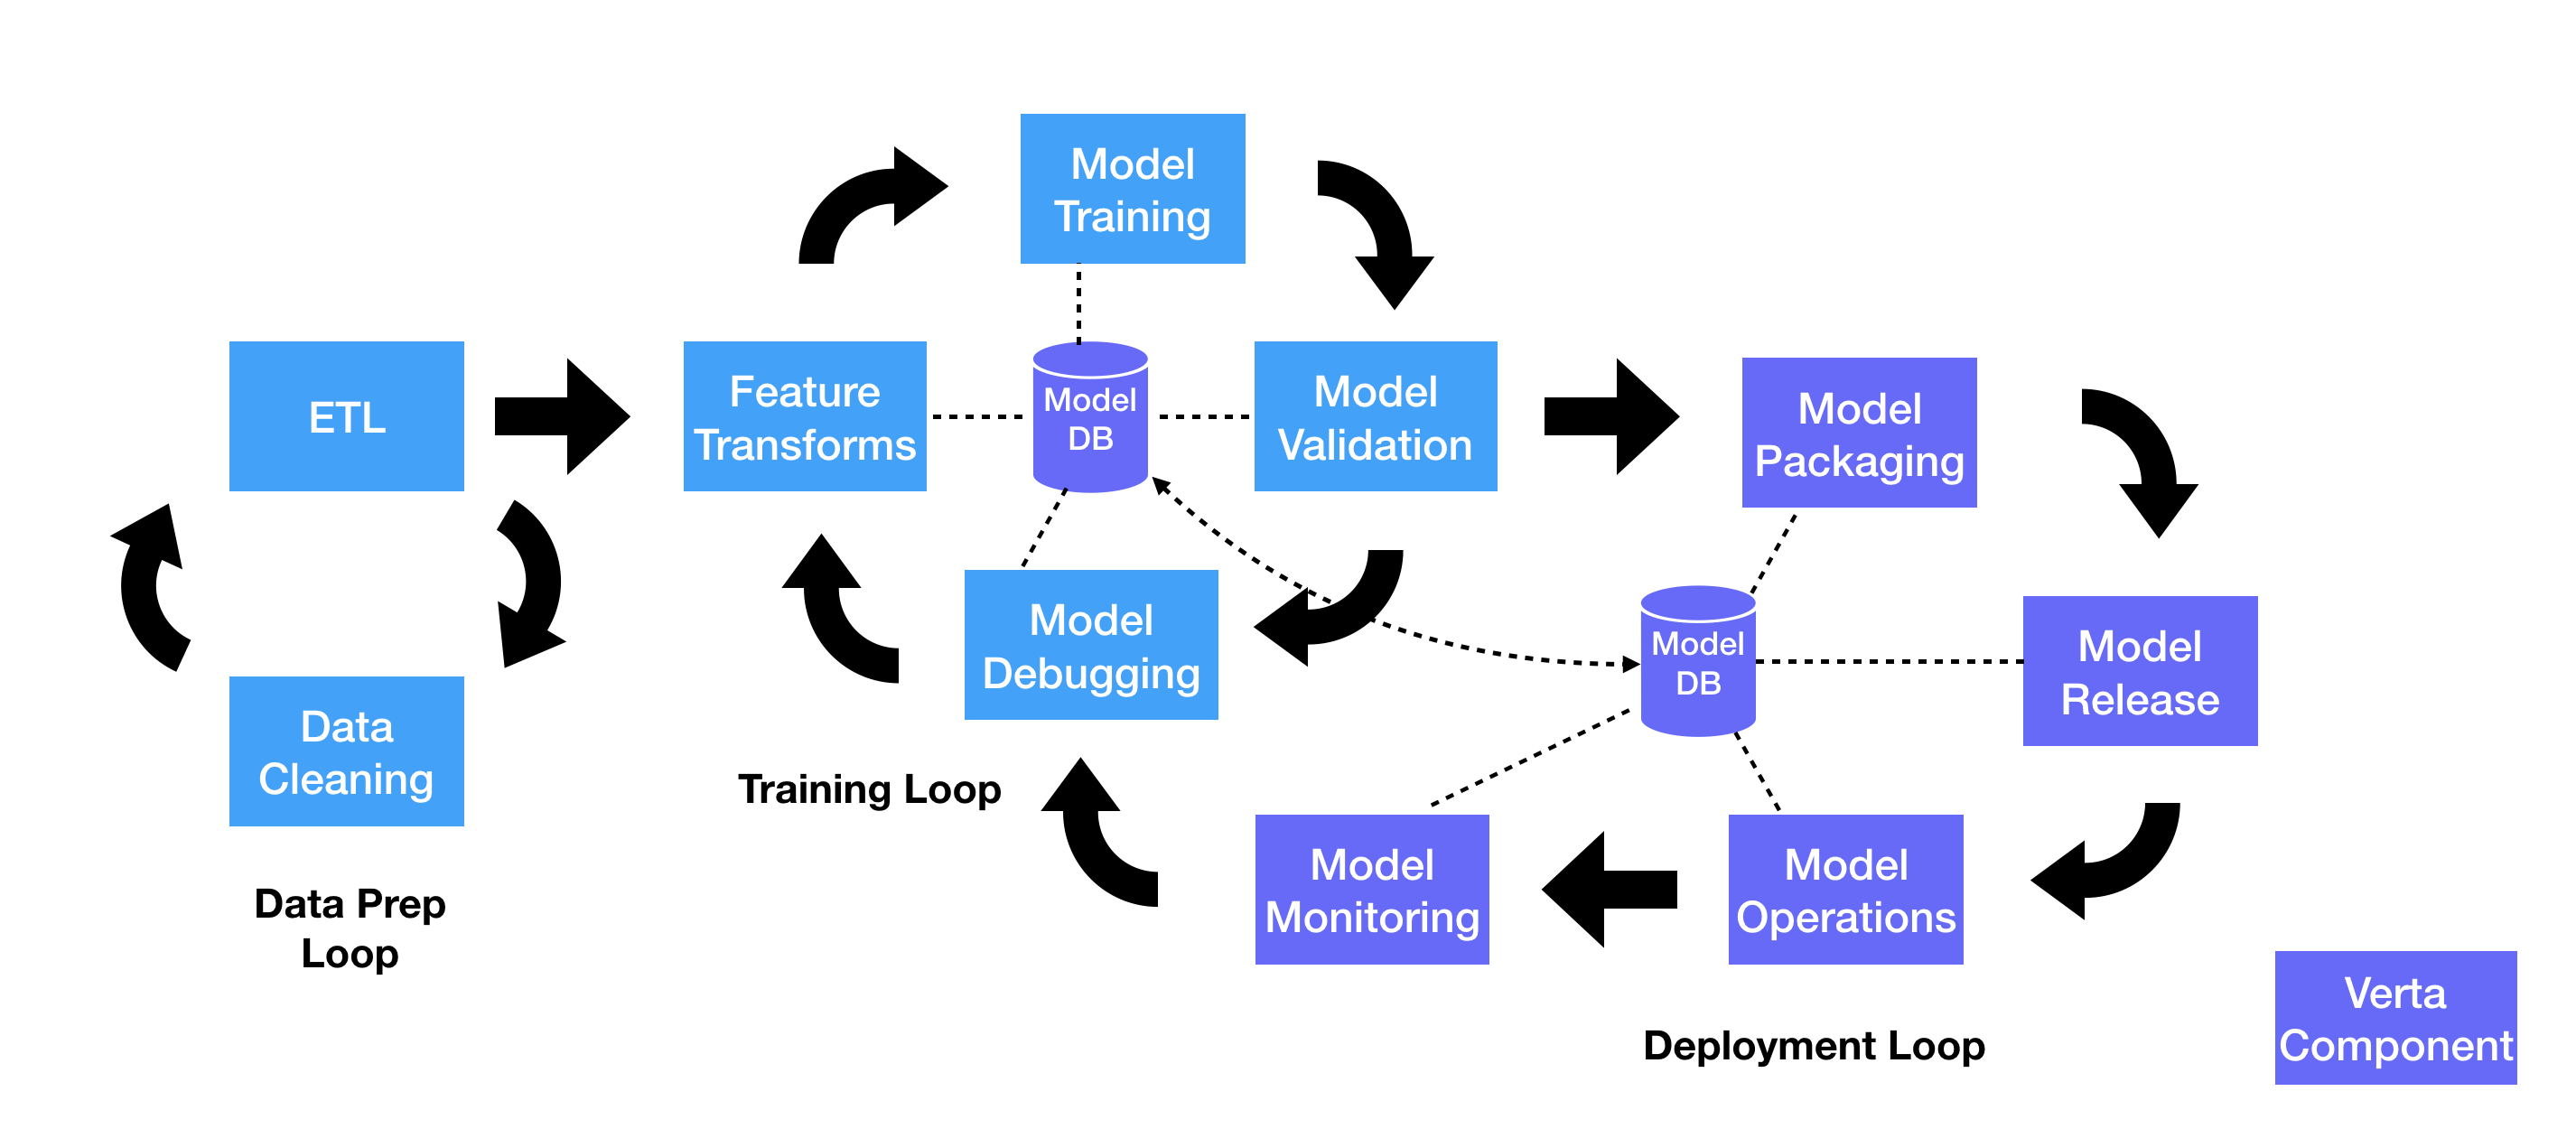 Model
Training
ETL
Feature
Transforms
Model
DB
Model
Validation
Model
Packaging
Data
Cleaning
Model
Debugging
Model
DB
Model
Release
Training Loop
Data Prep
Loop
Model
Monitoring
Model
Operations
Deployment Loop
Verta
Component